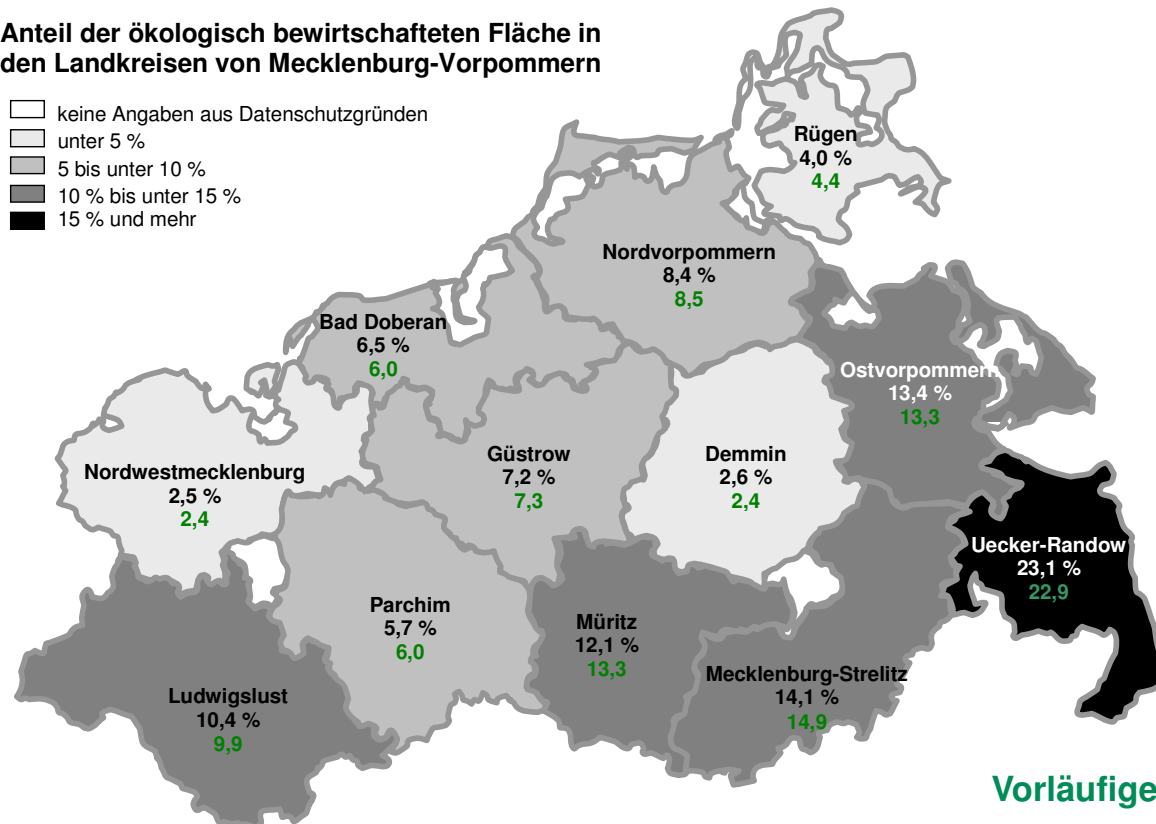 Anteil der ökologisch bewirtschafteten Fläche in
den Landkreisen von Mecklenburg-Vorpommern
keine Angaben aus Datenschutzgründen
unter 5 %
5 bis unter 10 %
10 % bis unter 15 %
15 % und mehr
Rügen
4,0 %
4,4
Nordvorpommern
8,4 %
8,5
Bad Doberan
6,5 %
6,0
Ostvorpommern
13,4 %
13,3
Nordwestmecklenburg
2,5 %
2,4
Güstrow
7,2 %
7,3
Demmin
2,6 %
2,4
Uecker-Randow
23,1 %
22,9
Parchim
5,7 %
6,0
Müritz
12,1 %
13,3
Mecklenburg-Strelitz
14,1 %
14,9
Ludwigslust
10,4 %
9,9
Vorläufige